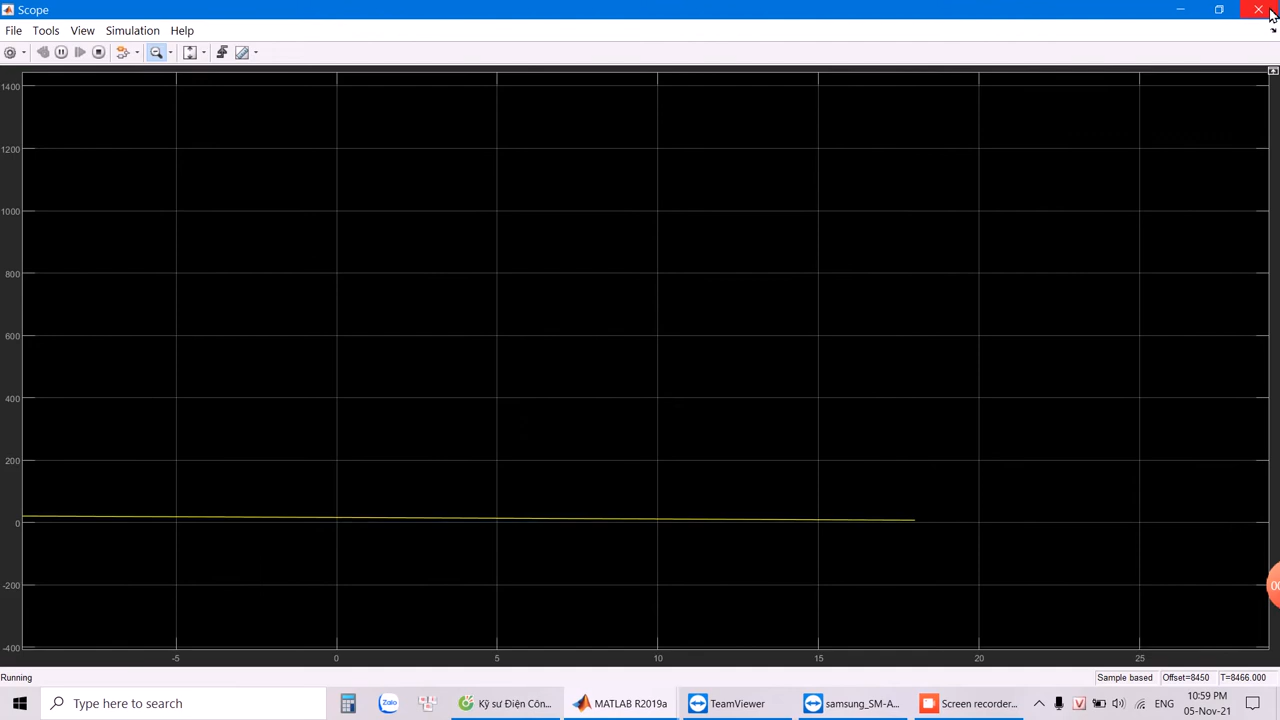 Scope
File Tools View Simulation Help
1400
1200
1000
800
600
400
200
0
-200
-400
-5 0 5 10 15 20 25
Running Sample based Offset=8450 T=8466.000
00
Type here to search Zalo Kỹ sư Điện Côn... MATLAB R2019a TeamViewer samsung_SM-A... Screen recorder... V ENG 10:59 PM
05-Nov-21